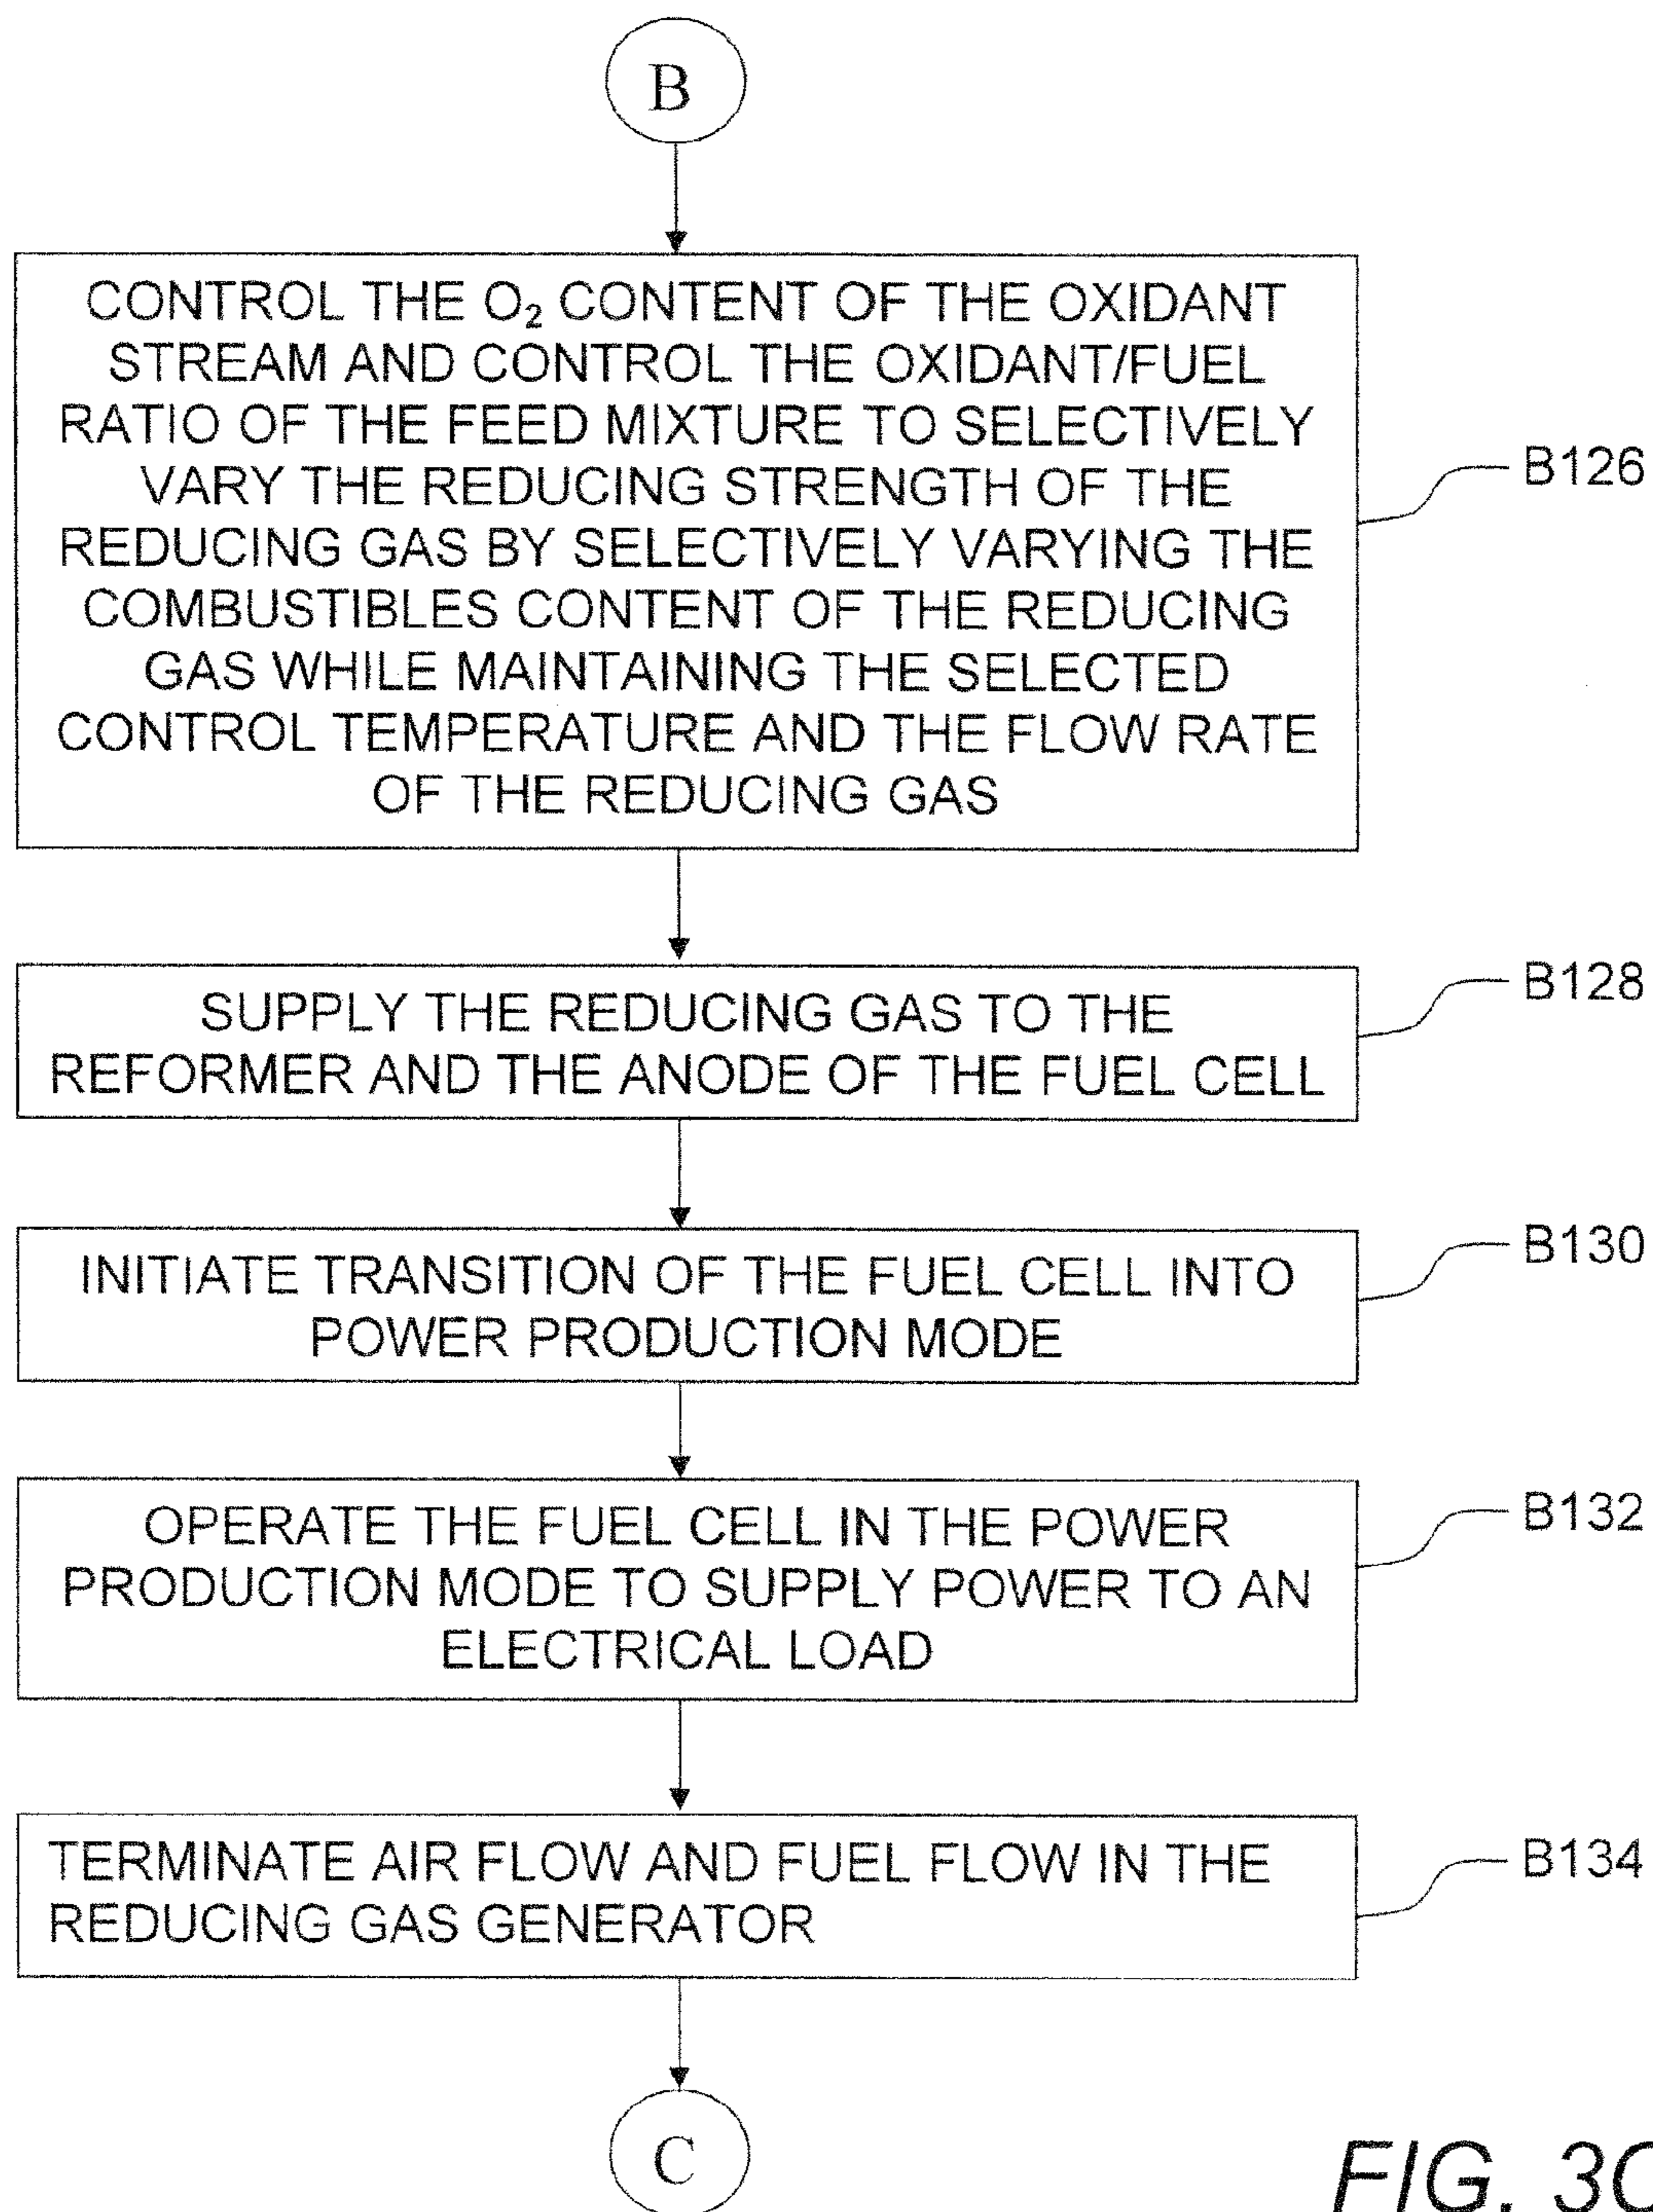 B
CONTROL THE O₂ CONTENT OF THE OXIDANT
STREAM AND CONTROL THE OXIDANT/FUEL
RATIO OF THE FEED MIXTURE TO SELECTIVELY
VARY THE REDUCING STRENGTH OF THE
REDUCING GAS BY SELECTIVELY VARYING THE
COMBUSTIBLES CONTENT OF THE REDUCING
GAS WHILE MAINTAINING THE SELECTED
CONTROL TEMPERATURE AND THE FLOW RATE
OF THE REDUCING GAS
B126
SUPPLY THE REDUCING GAS TO THE
REFORMER AND THE ANODE OF THE FUEL CELL
B128
INITIATE TRANSITION OF THE FUEL CELL INTO
POWER PRODUCTION MODE
B130
OPERATE THE FUEL CELL IN THE POWER
PRODUCTION MODE TO SUPPLY POWER TO AN
ELECTRICAL LOAD
B132
TERMINATE AIR FLOW AND FUEL FLOW IN THE
REDUCING GAS GENERATOR
B134
C
FIG. 3C